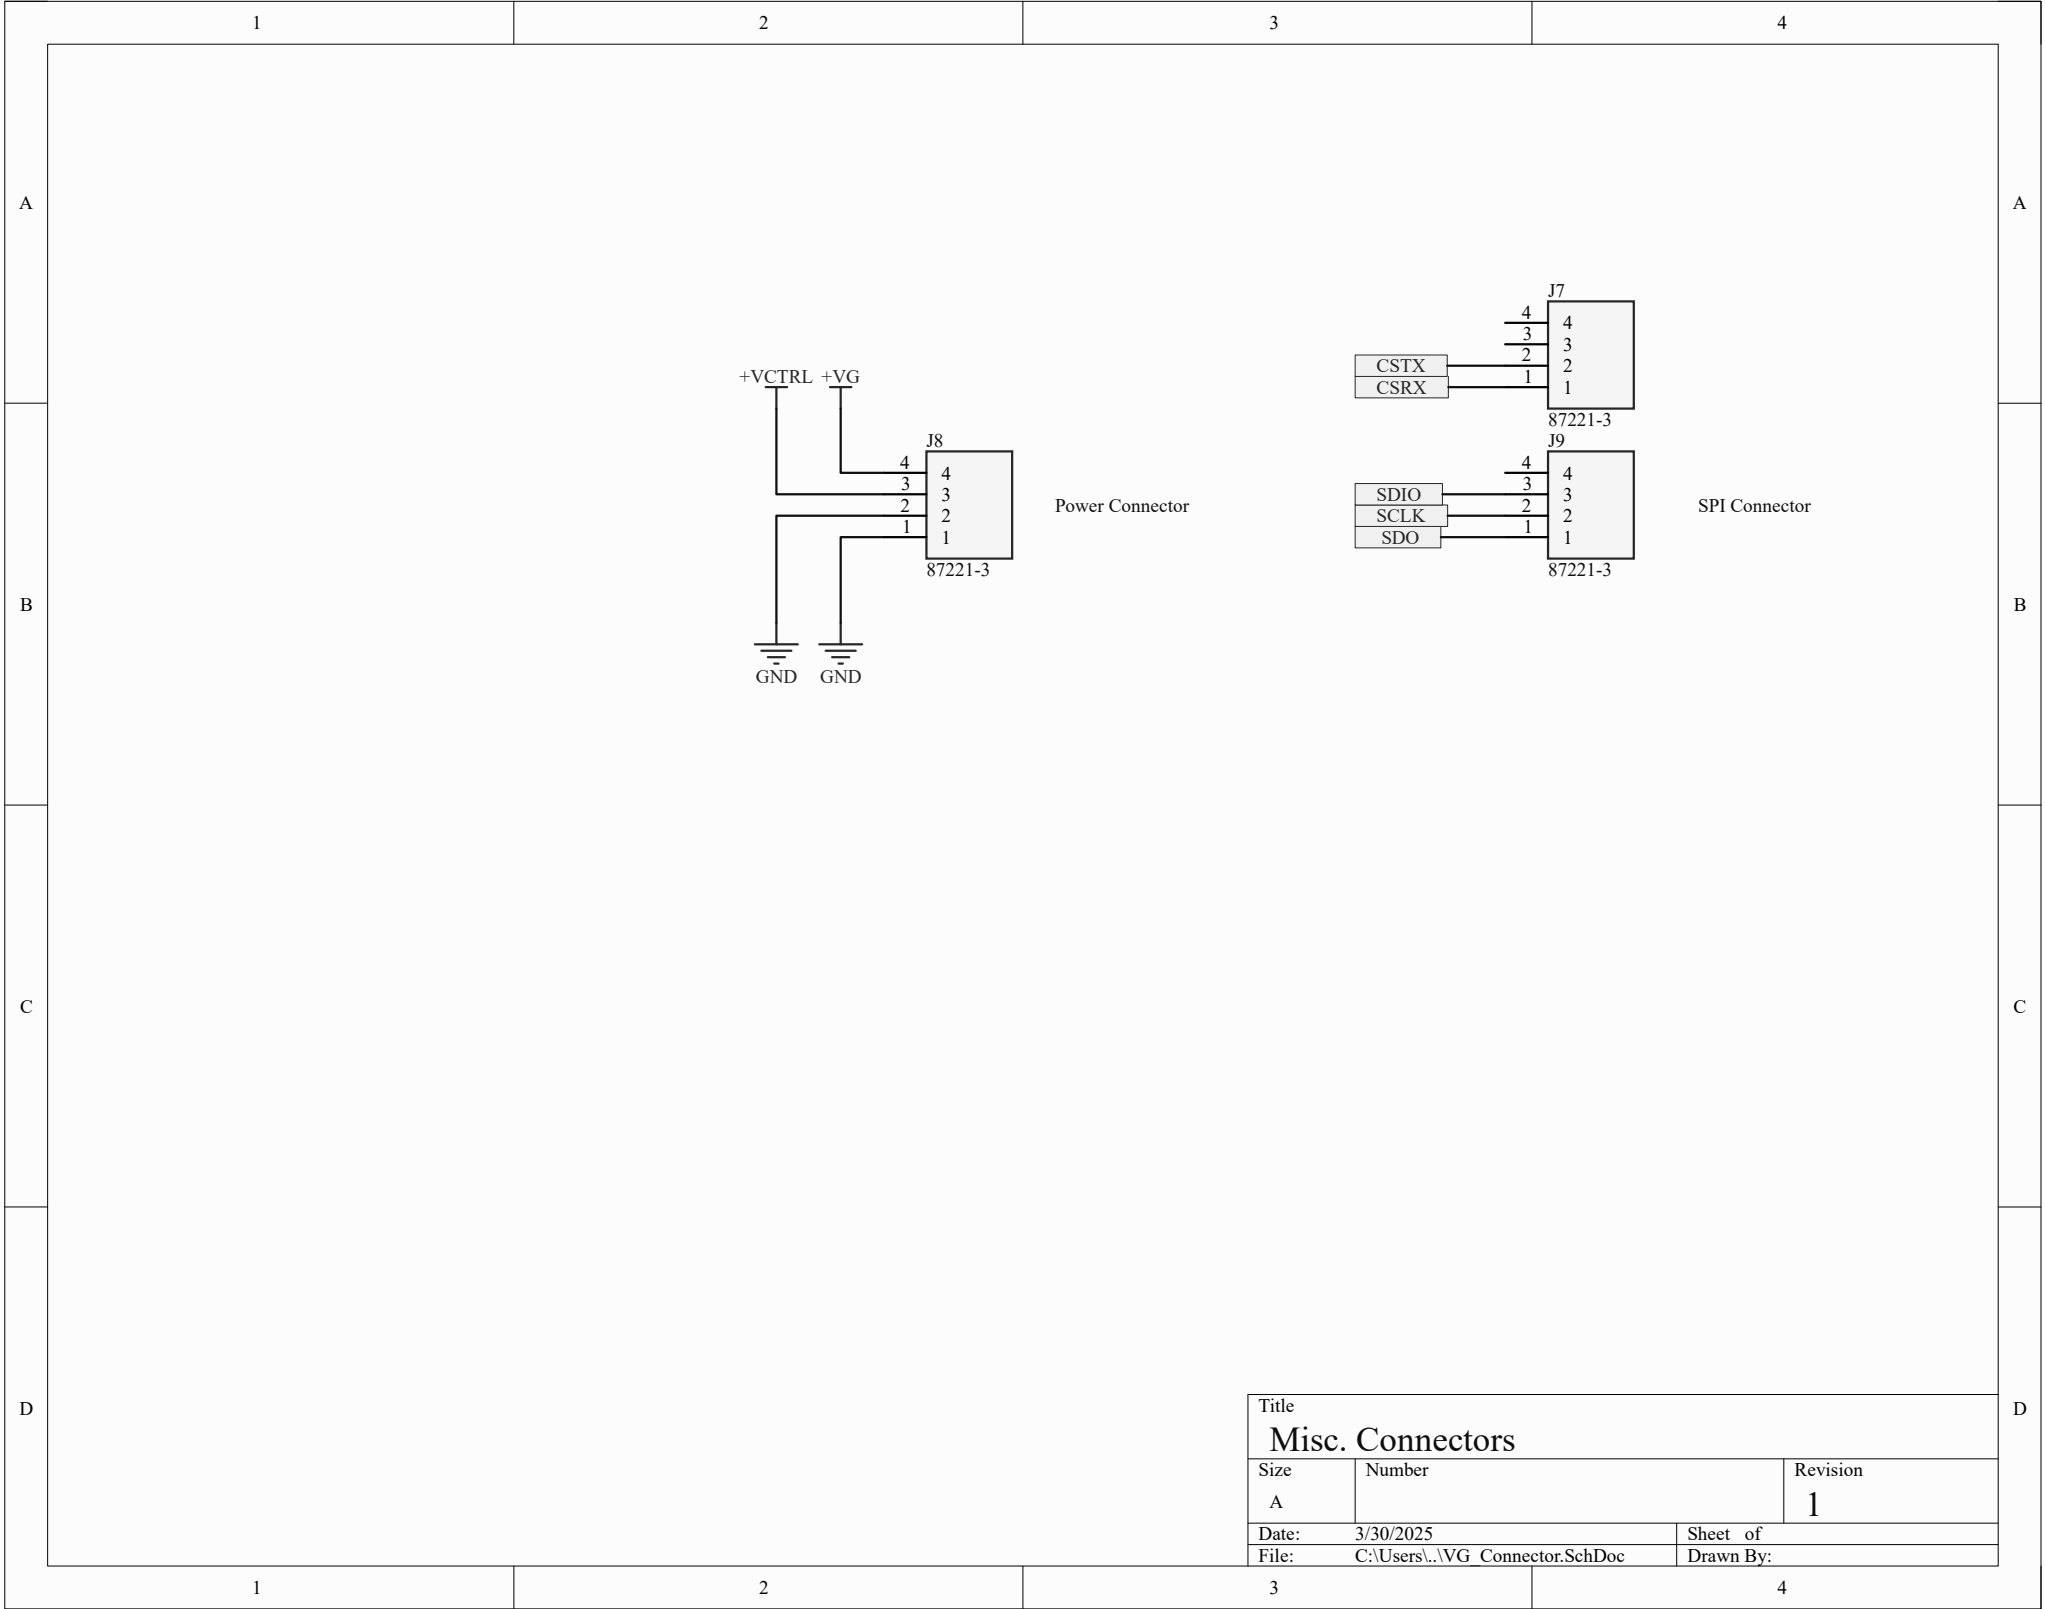 1 2 3 4
A A
J7
4 4
3 3
CSTX 2 2
CSRX 1 1
87221-3
+VCTRL +VG
J8
4 4
3 3
2 2
1 1
87221-3
Power Connector
J9
4 4
SDIO 3 3
SCLK 2 2
SDO 1 1
87221-3
SPI Connector
B B
GND GND
C C
D D
Title
Misc. Connectors
Size Number Revision
A 1
Date: 3/30/2025 Sheet of
File: C:\Users\..\VG_Connector.SchDoc Drawn By:
1 2 3 4